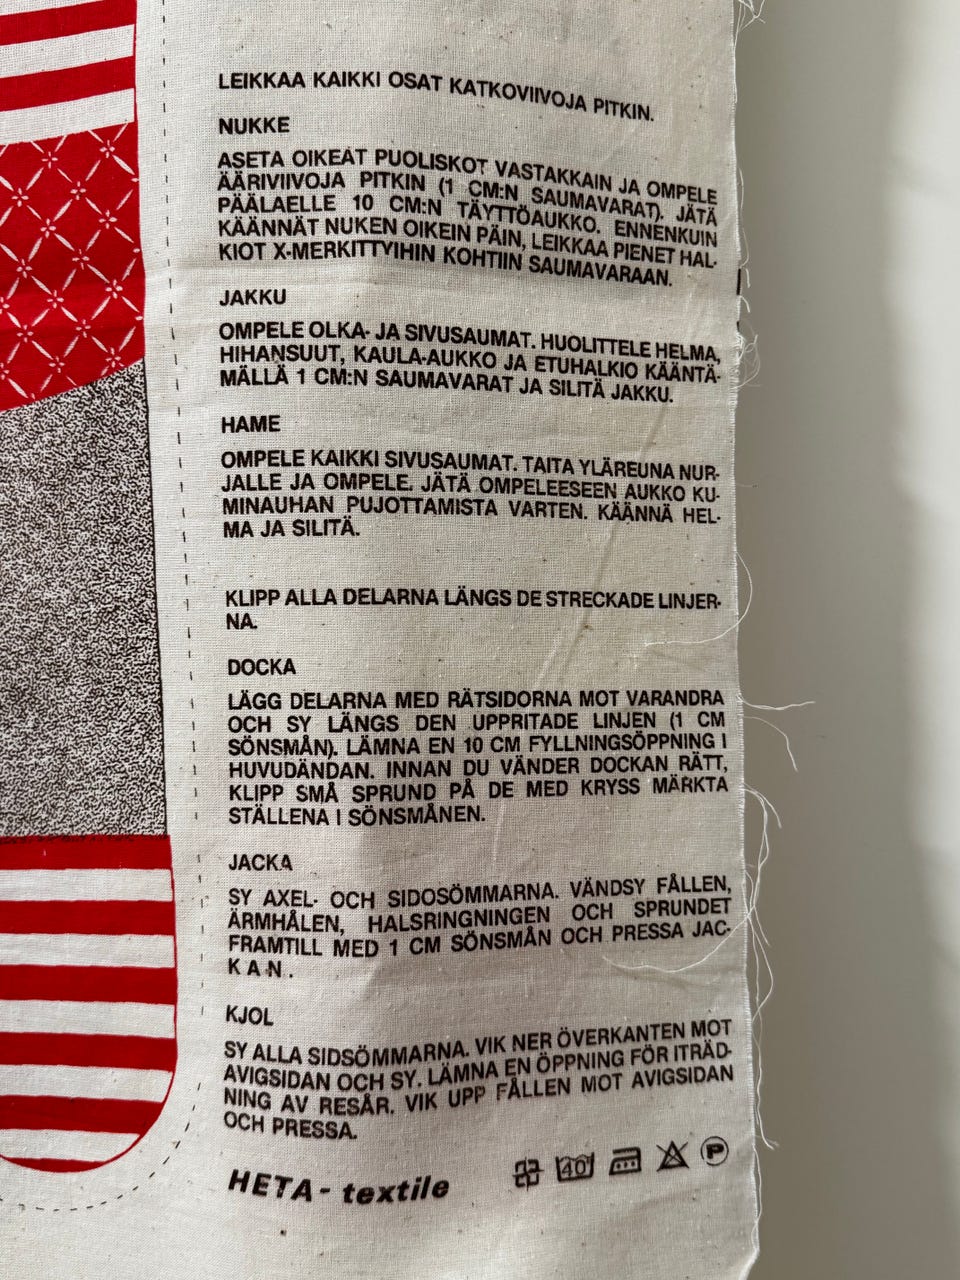 LEIKKAA KAIKKI OSAT KATKOVIIVOJA PITKIN.
NUKKE
ASETA OIKEAT PUOLISKOT VASTAKKAIN JA OMPELE
ÄÄRIVIIVOJA PITKIN (1 CM:N SAUMAVARAT). JÄTÄ
PÄÄLAELLE 10 CM:N TÄYTTÖAUKKO. ENNENKUIN
KÄÄNNÄT NUKEN OIKEIN PÄIN, LEIKKAA PIENET HAL-
KIOT X-MERKITTYIHIN KOHTIIN SAUMAVARAAN.
JAKKU
OMPELE OLKA- JA SIVUSAUMAT. HUOLITTELE HELMA,
HIHANSUUT, KAULA-AUKKO JA ETUHALKIO KÄÄNTÄ-
MÄLLÄ 1 CM:N SAUMAVARAT JA SILITÄ JAKKU.
HAME
OMPELE KAIKKI SIVUSAUMAT. TAITA YLÄREUNA NUR-
JALLE JA OMPELE. JÄTÄ OMPELEESEEN AUKKO KU-
MINAUHAN PUJOTTAMISTA VARTEN. KÄÄNNÄ HEL-
MA JA SILITÄ.
KLIPP ALLA DELARNA LÄNGS DE STRECKADE LINJER-
NA.
DOCKA
LÄGG DELARNA MED RÄTSIDORNA MOT VARANDRA
OCH SY LÄNGS DEN UPPRITADE LINJEN (1 CM
SÖNSMÅN). LÄMNA EN 10 CM FYLLNINGSÖPPNING I
HUVUDÄNDAN. INNAN DU VÄNDER DOCKAN RÄTT,
KLIPP SMÅ SPRUND PÅ DE MED KRYSS MÄRKTA
STÄLLENA I SÖNSMÅNEN.
JACKA
SY AXEL- OCH SIDOSÖMMARNA. VÄNDSY FÅLLEN,
ÄRMHÅLEN, HALSRINGNINGEN OCH SPRUNDET
FRAMTILL MED 1 CM SÖNSMÅN OCH PRESSA JAC-
KAN.
KJOL
SY ALLA SIDSÖMMARNA. VIK NER ÖVERKANTEN MOT
AVIGSIDAN OCH SY. LÄMNA EN ÖPPNING FÖR ITRÄD-
NING AV RESÅR. VIK UPP FÅLLEN MOT AVIGSIDAN
OCH PRESSA.
HETA- textile 40 P